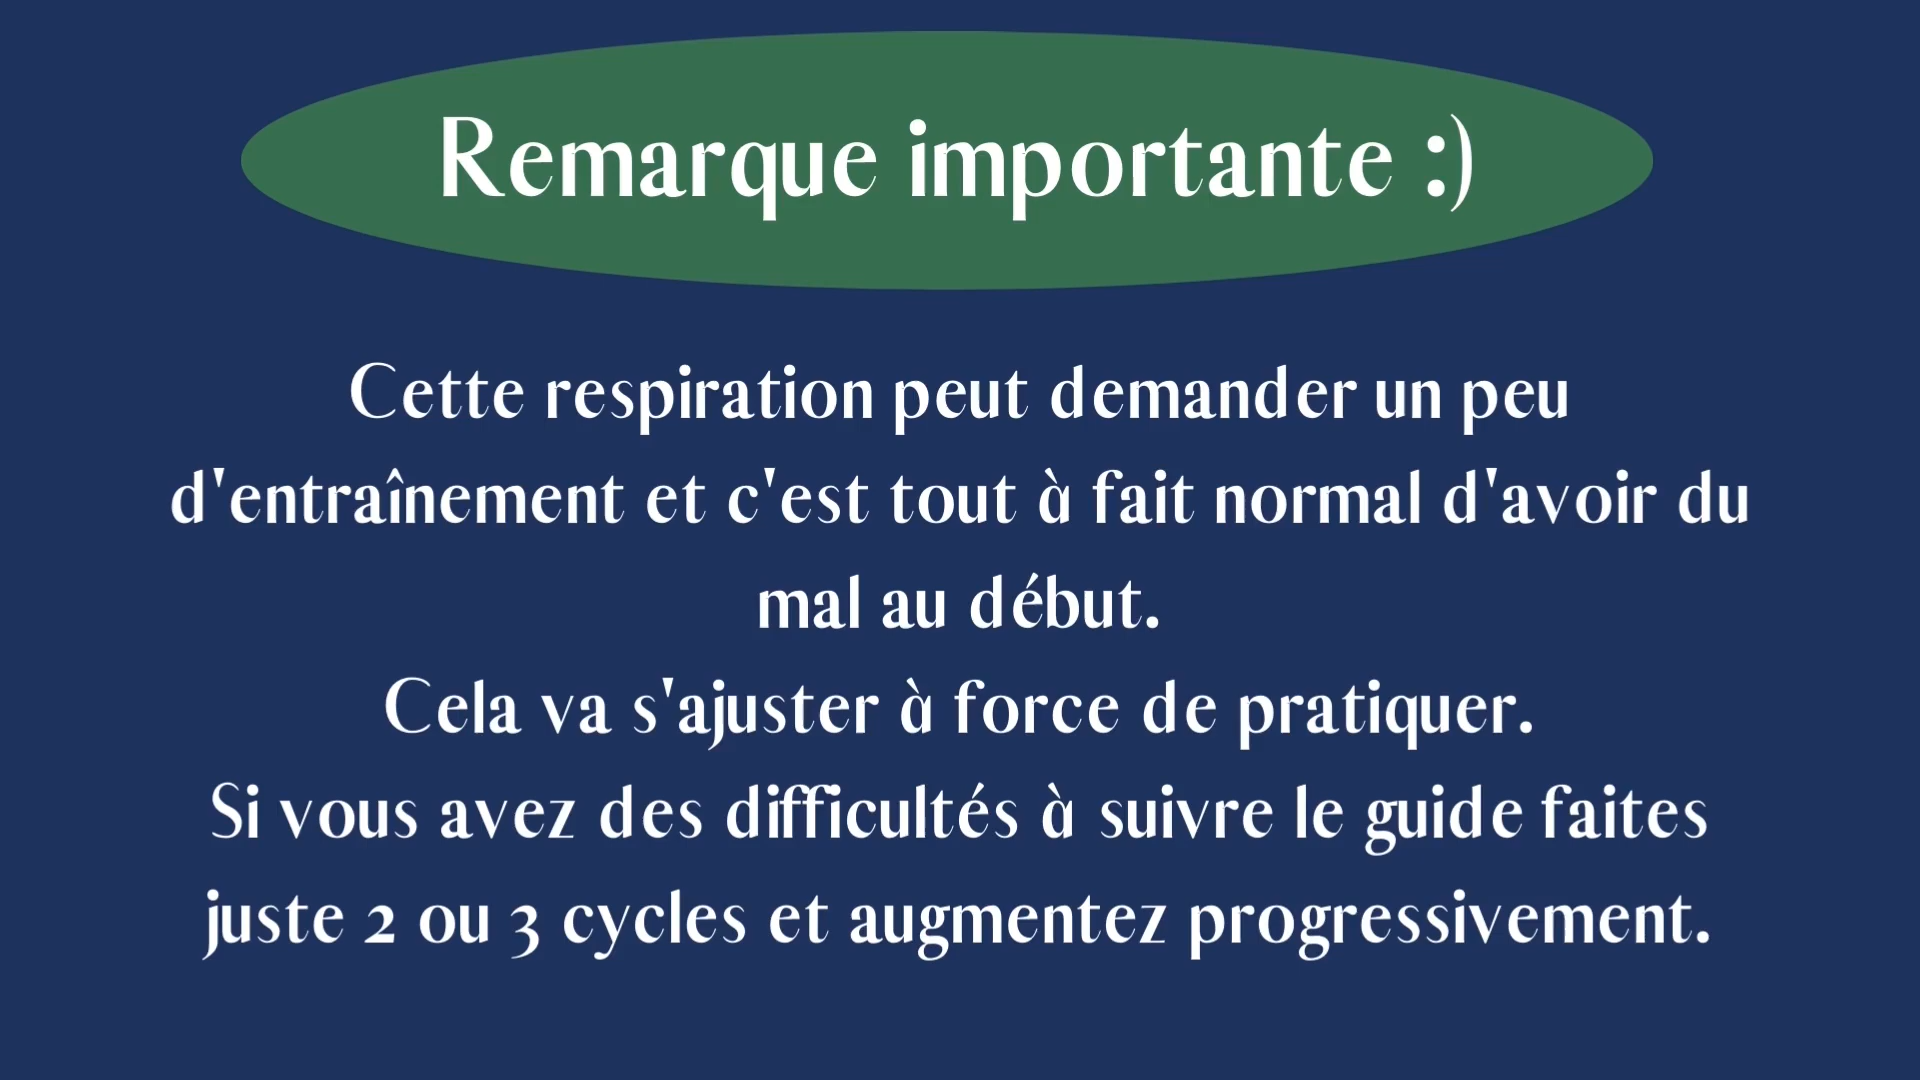 Remarque importante :)
Cette respiration peut demander un peu
d'entraînement et c'est tout à fait normal d'avoir du
mal au début.
Cela va s'ajuster à force de pratiquer.
Si vous avez des difficultés à suivre le guide faites
juste 2 ou 3 cycles et augmentez progressivement.